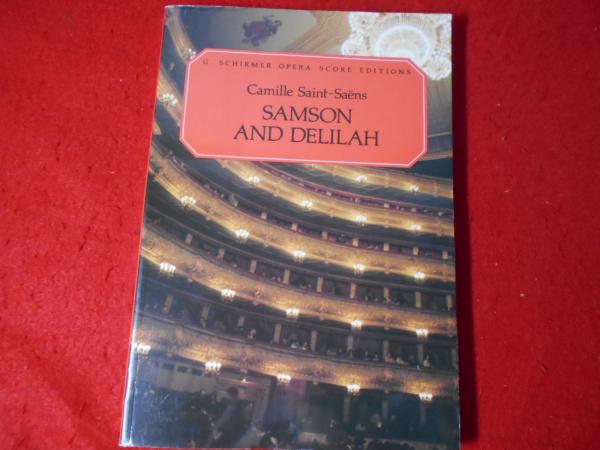 G. SCHIRMER OPERA SCORE EDITIONS
Camille Saint-Saëns
SAMSON
AND DELILAH